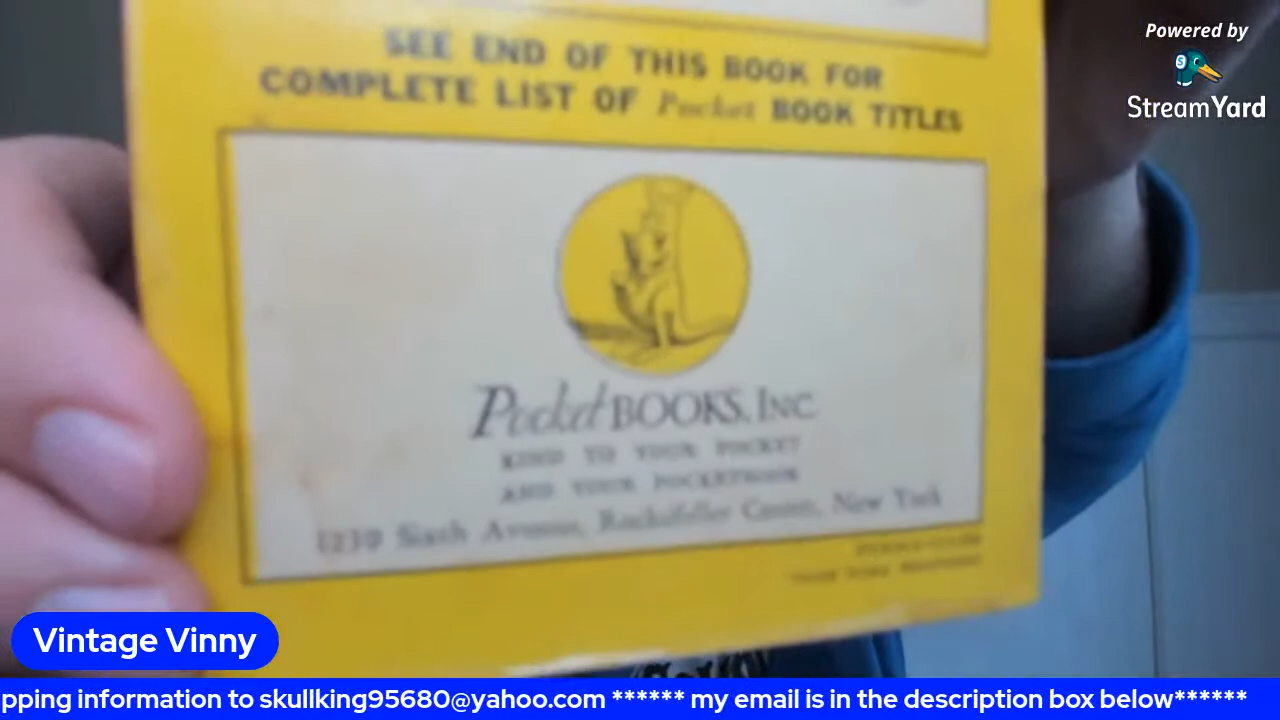 Powered by
StreamYard
SEE END OF THIS BOOK FOR
COMPLETE LIST OF Pocket BOOK TITLES
Pocket BOOKS, INC
KIND TO YOUR POCKET
AND YOUR POCKETBOOK
1230 Sixth Avenue, Rockefeller Center, New York
Vintage Vinny
pping information to skullking95680@yahoo.com ****** my email is in the description box below******